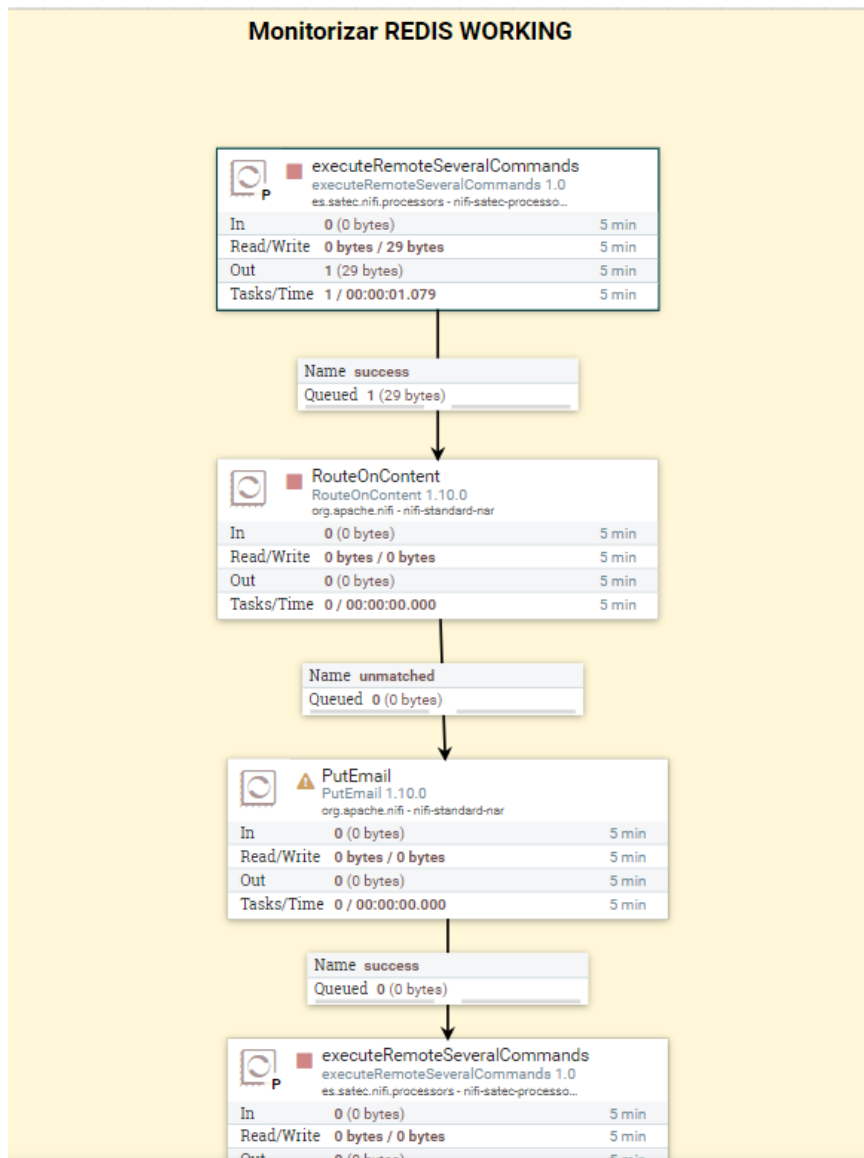 Monitorizar REDIS WORKING
executeRemoteSeveralCommands
executeRemoteSeveralCommands 1.0
es.satec.nifi.processors - nifi-satec-processo...
P
In 0 (0 bytes) 5 min
Read/Write 0 bytes / 29 bytes 5 min
Out 1 (29 bytes) 5 min
Tasks/Time 1 / 00:00:01.079 5 min
Name success
Queued 1 (29 bytes)
RouteOnContent
RouteOnContent 1.10.0
org.apache.nifi - nifi-standard-nar
In 0 (0 bytes) 5 min
Read/Write 0 bytes / 0 bytes 5 min
Out 0 (0 bytes) 5 min
Tasks/Time 0 / 00:00:00.000 5 min
Name unmatched
Queued 0 (0 bytes)
PutEmail
PutEmail 1.10.0
org.apache.nifi - nifi-standard-nar
In 0 (0 bytes) 5 min
Read/Write 0 bytes / 0 bytes 5 min
Out 0 (0 bytes) 5 min
Tasks/Time 0 / 00:00:00.000 5 min
Name success
Queued 0 (0 bytes)
executeRemoteSeveralCommands
executeRemoteSeveralCommands 1.0
es.satec.nifi.processors - nifi-satec-processo...
P
In 0 (0 bytes) 5 min
Read/Write 0 bytes / 0 bytes 5 min
Out 0 (0 bytes) 5 min